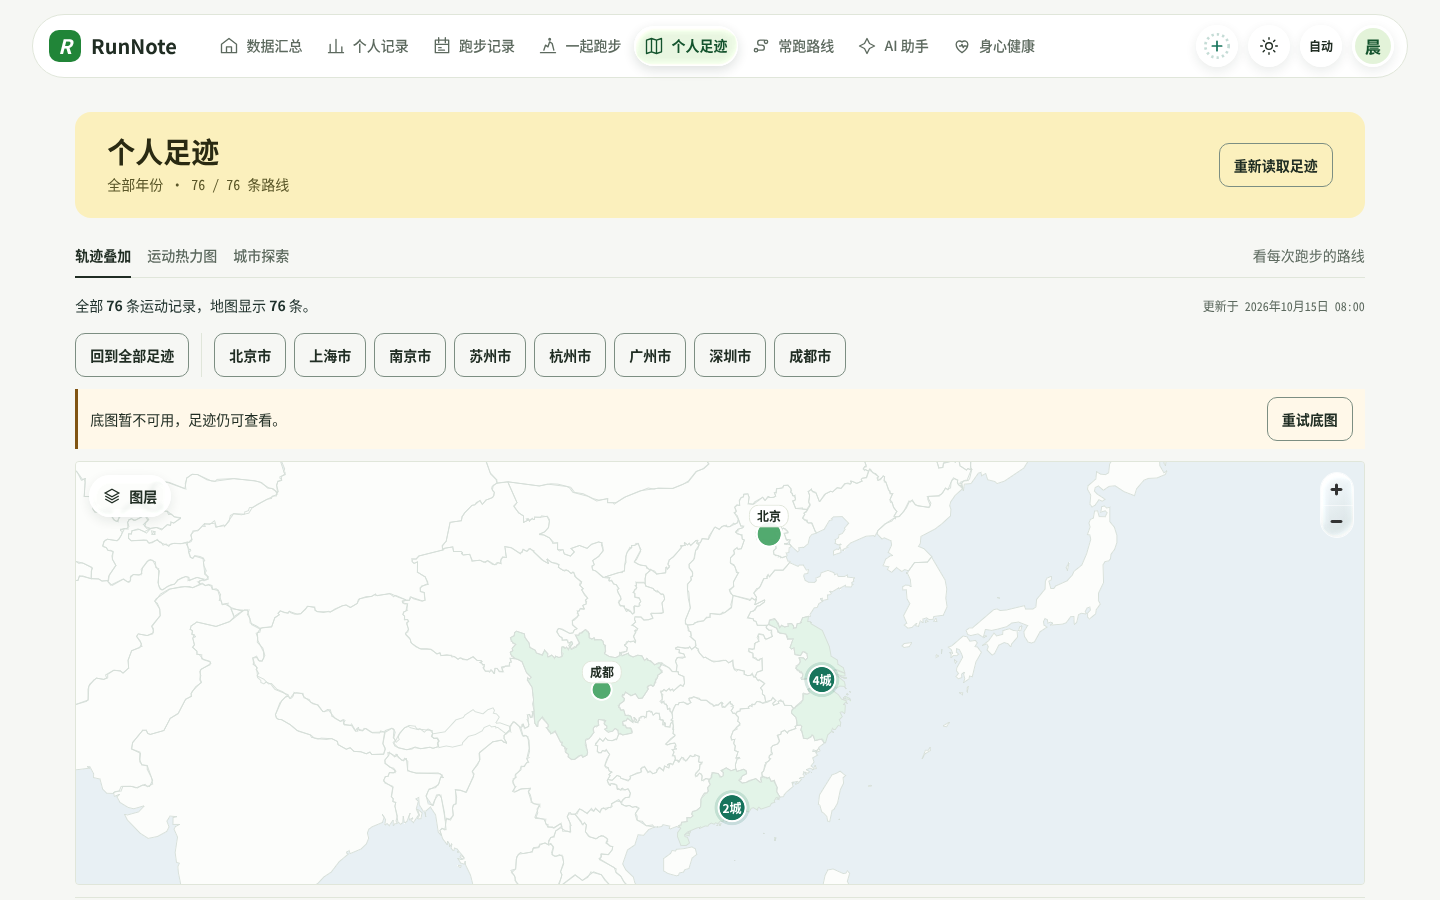 R RunNote 数据汇总 个人记录 跑步记录 一起跑步 个人足迹 常跑路线 AI 助手 身心健康 自动 晨
个人足迹
全部年份 · 76 / 76 条路线
重新读取足迹
轨迹叠加 运动热力图 城市探索 看每次跑步的路线
全部 76 条运动记录，地图显示 76 条。 更新于 2026年10月15日 08:00
回到全部足迹 北京市 上海市 南京市 苏州市 杭州市 广州市 深圳市 成都市
底图暂不可用，足迹仍可查看。 重试底图
图层
北京
成都
4城
2城